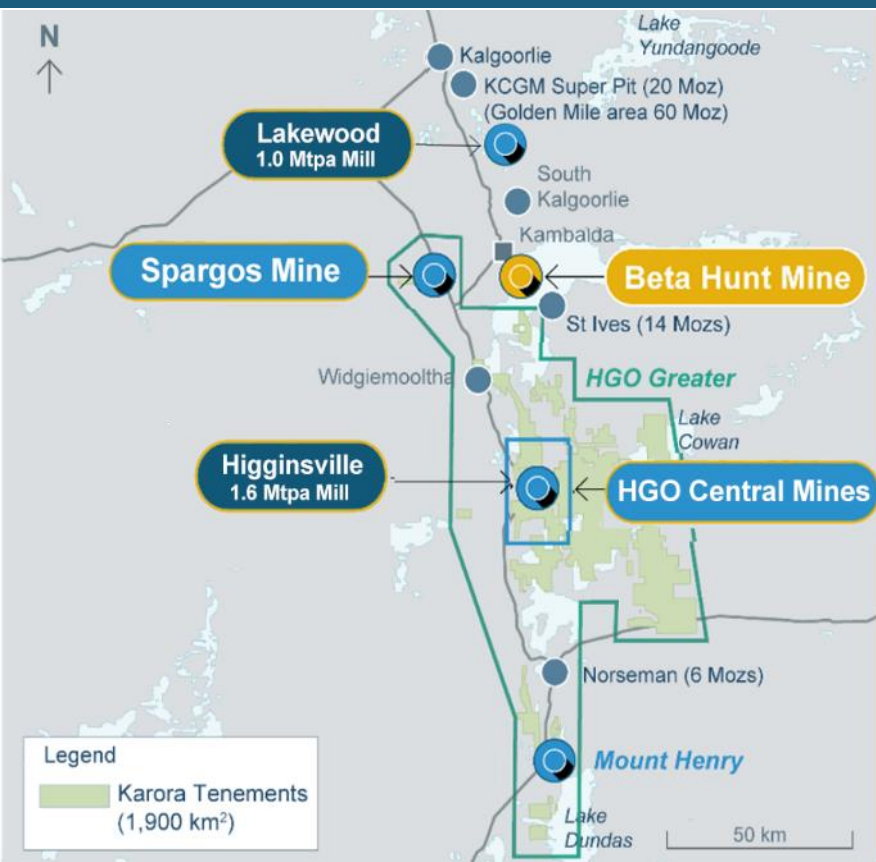 N
Lake
Yundangoode
Kalgoorlie
KCGM Super Pit (20 Moz)
(Golden Mile area 60 Moz)
Lakewood
1.0 Mtpa Mill
South
Kalgoorlie
Kambalda
Spargos Mine
Beta Hunt Mine
St Ives (14 Mozs)
Widgiemooltha
HGO Greater
Lake
Cowan
Higginsville
1.6 Mtpa Mill
HGO Central Mines
Norseman (6 Mozs)
Mount Henry
Legend
Karora Tenements
(1,900 km²)
Lake
Dundas
50 km